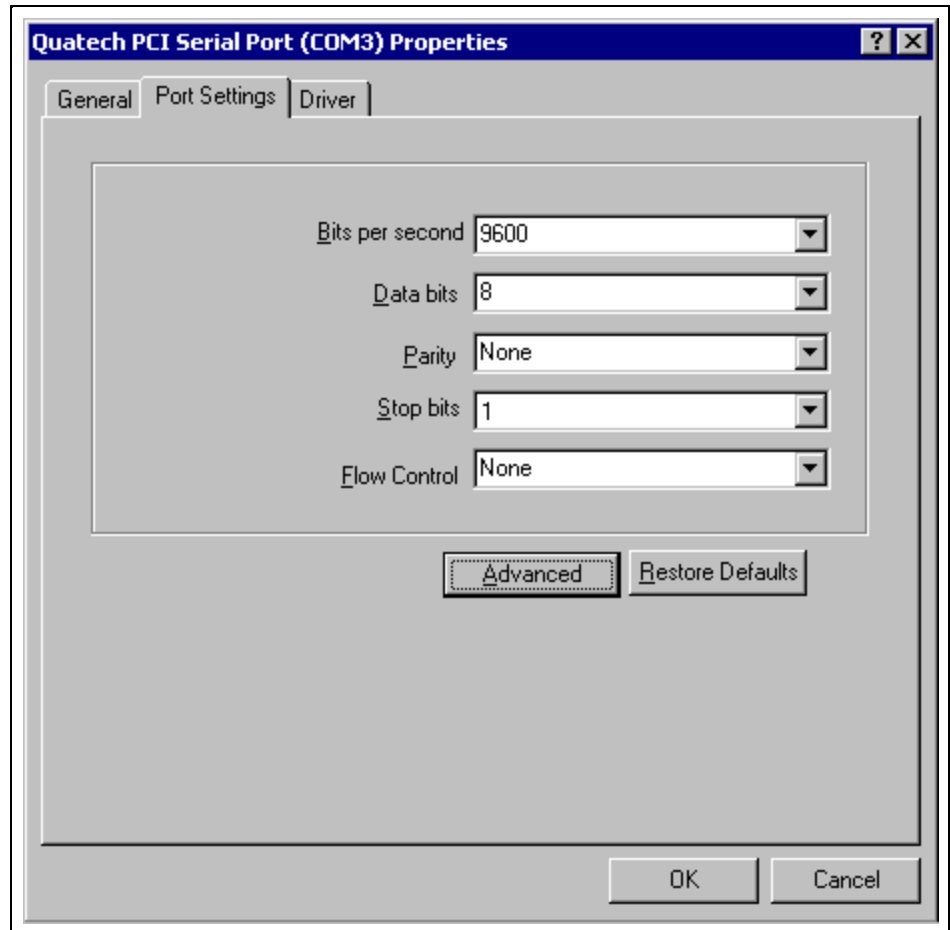 Quatech PCI Serial Port (COM3) Properties
General Port Settings Driver
Bits per second 9600
Data bits 8
Parity None
Stop bits 1
Flow Control None
Advanced Restore Defaults
OK Cancel